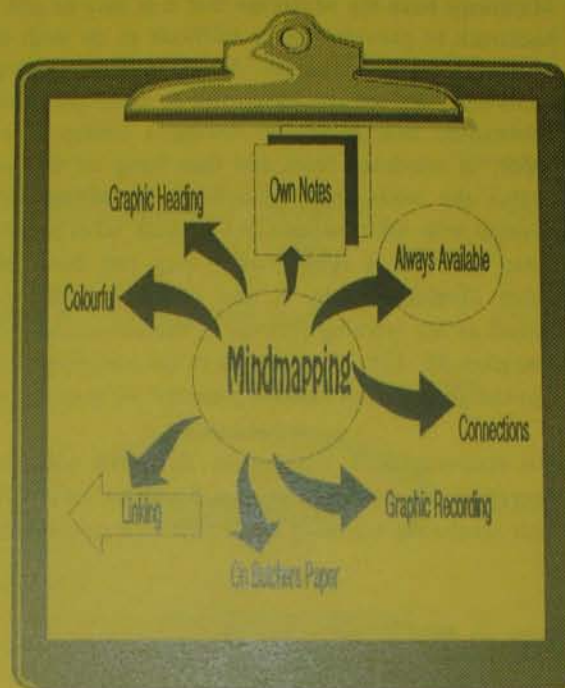 Own Notes
Graphic Heading
Always Available
Colourful
Mindmapping
Connections
Linking
Graphic Recording
On Butchers Paper